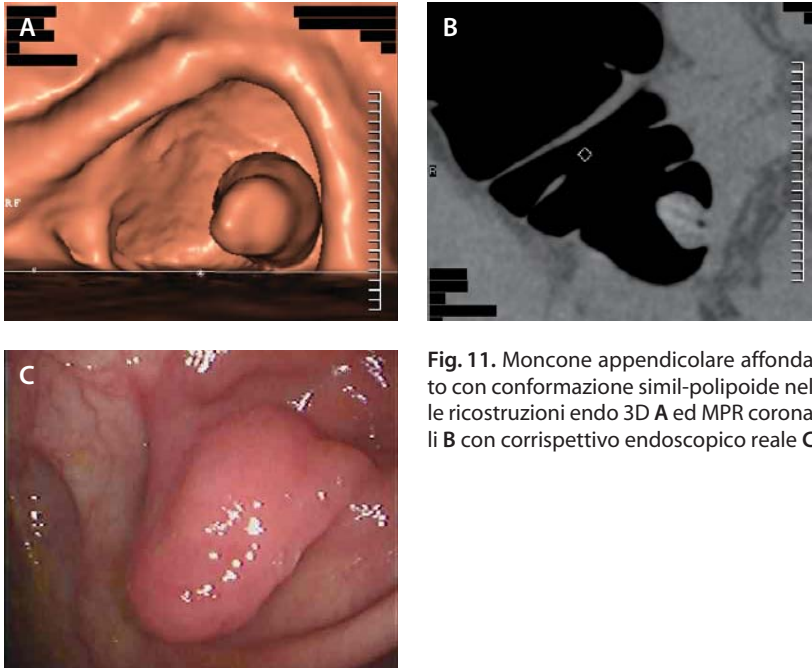 A
RF
B
R
C
Fig. 11. Moncone appendicolare affonda-
to con conformazione simil-polipoide nel-
le ricostruzioni endo 3D A ed MPR corona-
li B con corrispettivo endoscopico reale C